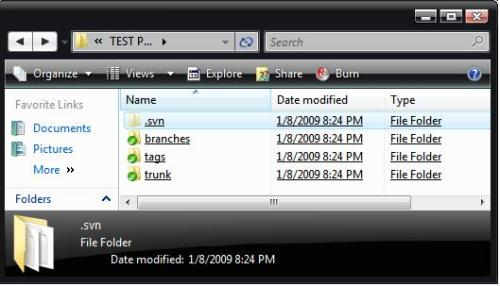 « TEST P...
Search
Organize Views Explore Share Burn
Favorite Links
Documents
Pictures
More »
Folders
Name Date modified Type
.svn 1/8/2009 8:24 PM File Folder
branches 1/8/2009 8:24 PM File Folder
tags 1/8/2009 8:24 PM File Folder
trunk 1/8/2009 8:24 PM File Folder
.svn
File Folder
Date modified: 1/8/2009 8:24 PM